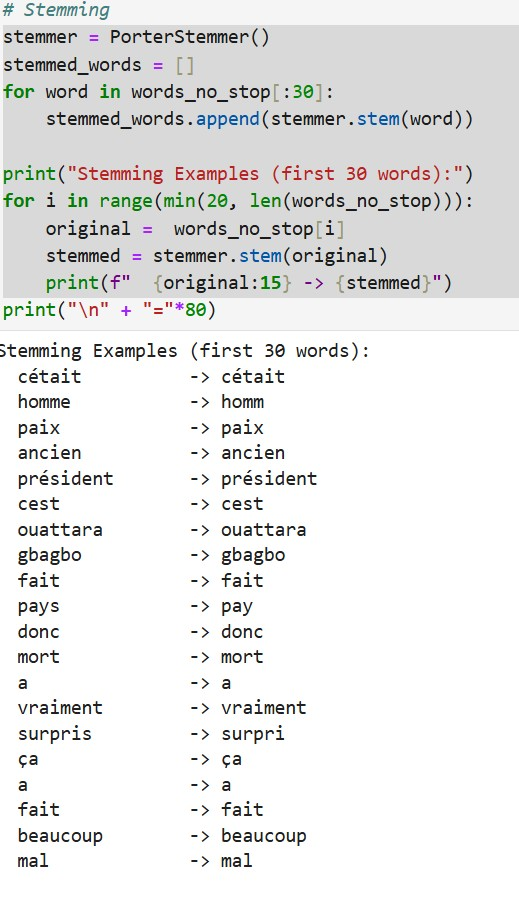 # Stemming
stemmer = PorterStemmer()
stemmed_words = []
for word in words_no_stop[:30]:
    stemmed_words.append(stemmer.stem(word))

print("Stemming Examples (first 30 words):")
for i in range(min(20, len(words_no_stop))):
    original =  words_no_stop[i]
    stemmed = stemmer.stem(original)
    print(f"  {original:15} -> {stemmed}")
print("\n" + "="*80)
Stemming Examples (first 30 words):
  cétait          -> cétait
  homme           -> homm
  paix            -> paix
  ancien          -> ancien
  président       -> président
  cest            -> cest
  ouattara        -> ouattara
  gbagbo          -> gbagbo
  fait            -> fait
  pays            -> pay
  donc            -> donc
  mort            -> mort
  a               -> a
  vraiment        -> vraiment
  surpris         -> surpri
  ça              -> ça
  a               -> a
  fait            -> fait
  beaucoup        -> beaucoup
  mal             -> mal